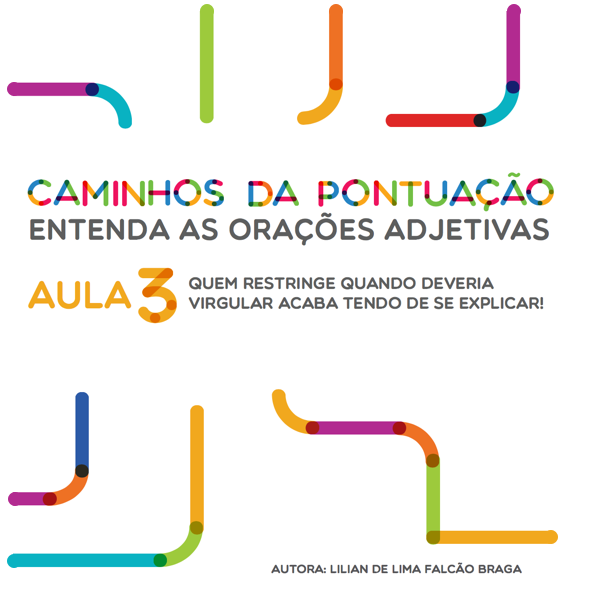 CAMINHOS DA PONTUAÇÃO
ENTENDA AS ORAÇÕES ADJETIVAS
AULA 3
QUEM RESTRINGE QUANDO DEVERIA
VIRGULAR ACABA TENDO DE SE EXPLICAR!
AUTORA: LILIAN DE LIMA FALCÃO BRAGA